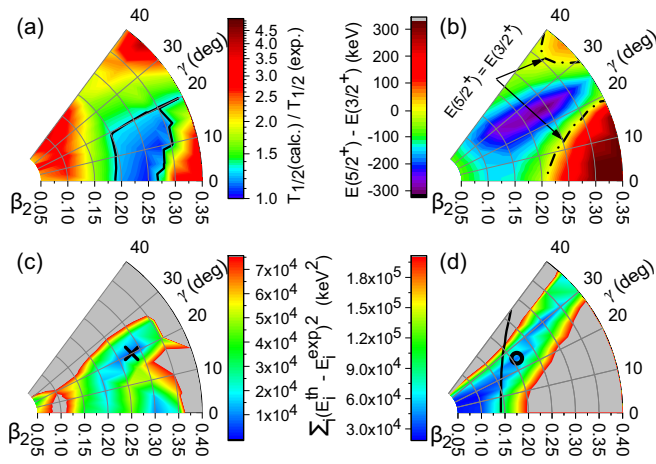 (a)
40
30
γ (deg)
20
10
0
β2
0.05
0.10
0.15
0.20
0.25
0.30
0.35
4.5
4.0
3.5
3.0
2.5
2.0
1.5
1.0
T1/2(calc.) / T1/2 (exp.)
(b)
E(5/2+) - E(3/2+) (keV)
300
200
100
0
-100
-200
-300
E(5/2+) = E(3/2+)
40
30
γ (deg)
20
10
0
β2
0.05
0.10
0.15
0.20
0.25
0.30
0.35
(c)
40
30
γ (deg)
20
10
0
β2
0.05
0.10
0.15
0.20
0.25
0.30
0.35
0.40
7x10^4
6x10^4
5x10^4
4x10^4
3x10^4
2x10^4
1x10^4
∑i(Ei^th - Ei^exp)^2 (keV^2)
(d)
1.8x10^5
1.5x10^5
1.2x10^5
9.0x10^4
6.0x10^4
3.0x10^4
40
30
γ (deg)
20
10
0
β2
0.05
0.10
0.15
0.20
0.25
0.30
0.35
0.40